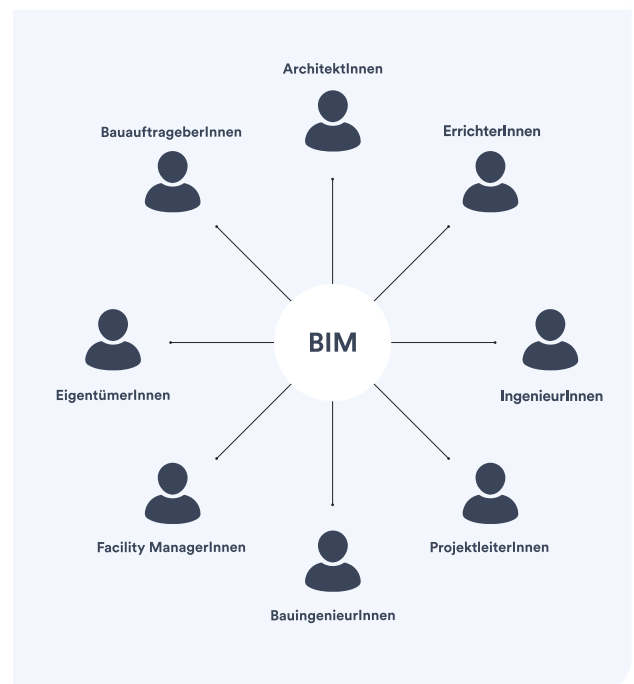 ArchitektInnen
BauauftrageberInnen
ErrichterInnen
BIM
EigentümerInnen
IngenieurInnen
Facility ManagerInnen
ProjektleiterInnen
BauingenieurInnen